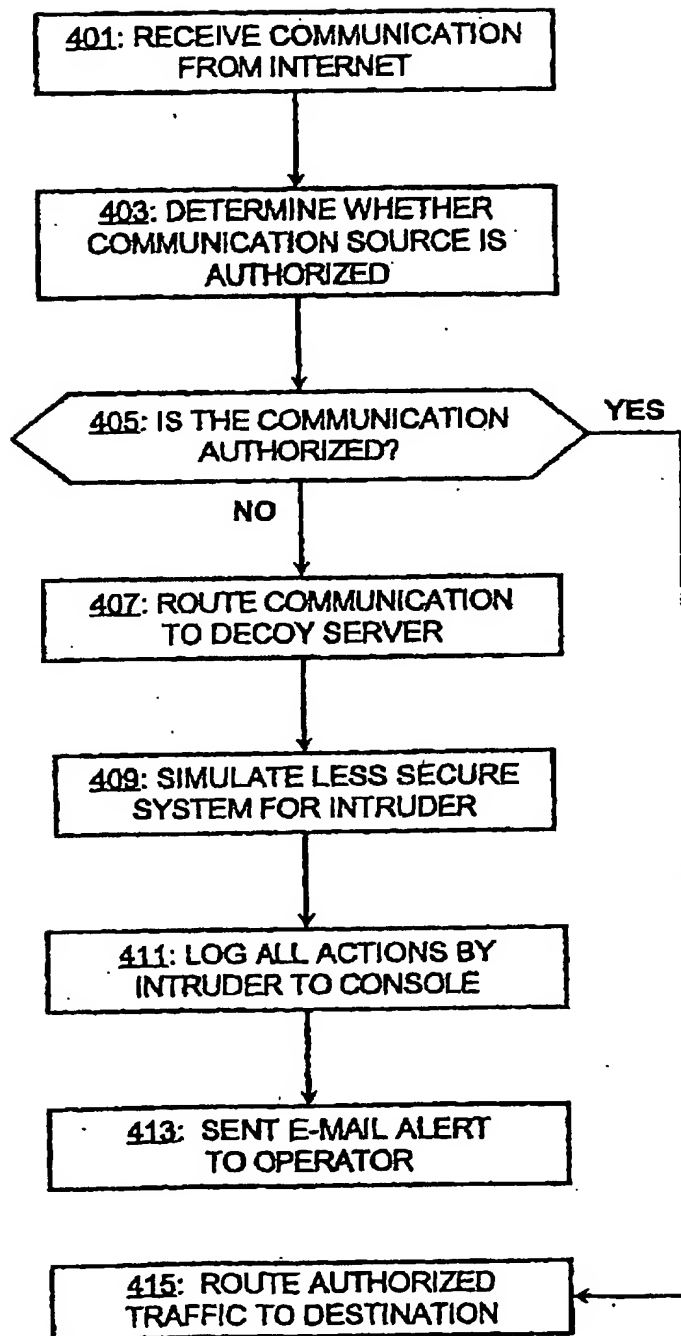 401: RECEIVE COMMUNICATION
FROM INTERNET
403: DETERMINE WHETHER
COMMUNICATION SOURCE IS
AUTHORIZED
405: IS THE COMMUNICATION
AUTHORIZED?
YES
NO
407: ROUTE COMMUNICATION
TO DECOY SERVER
409: SIMULATE LESS SECURE
SYSTEM FOR INTRUDER
411: LOG ALL ACTIONS BY
INTRUDER TO CONSOLE
413: SENT E-MAIL ALERT
TO OPERATOR
415: ROUTE AUTHORIZED
TRAFFIC TO DESTINATION